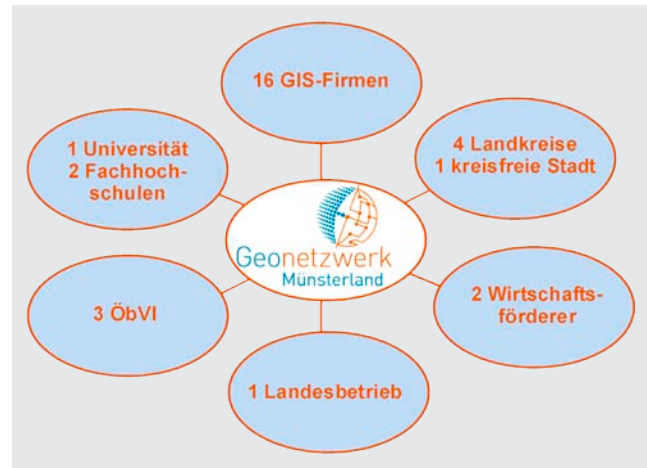 16 GIS-Firmen
1 Universität
2 Fachhoch-
schulen
4 Landkreise
1 kreisfreie Stadt
Geonetzwerk
Münsterland
3 ÖbVI
2 Wirtschafts-
förderer
1 Landesbetrieb